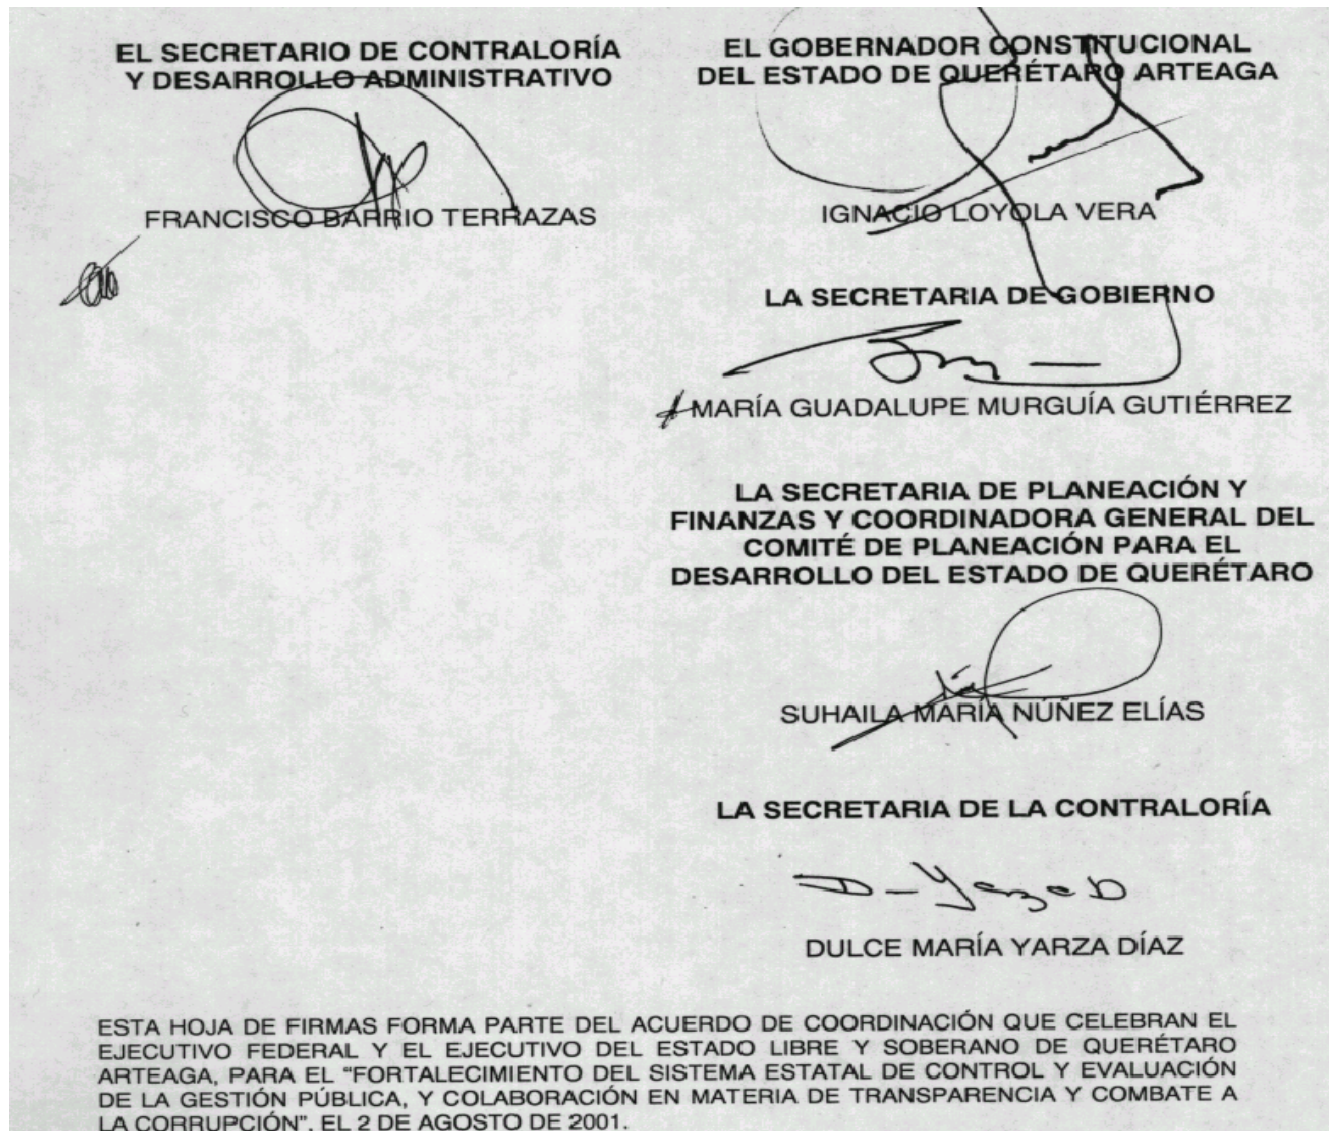 EL SECRETARIO DE CONTRALORÍA
Y DESARROLLO ADMINISTRATIVO
FRANCISCO BARRIO TERRAZAS
EL GOBERNADOR CONSTITUCIONAL
DEL ESTADO DE QUERÉTARO ARTEAGA
IGNACIO LOYOLA VERA
LA SECRETARIA DE GOBIERNO
MARÍA GUADALUPE MURGUÍA GUTIÉRREZ
LA SECRETARIA DE PLANEACIÓN Y
FINANZAS Y COORDINADORA GENERAL DEL
COMITÉ DE PLANEACIÓN PARA EL
DESARROLLO DEL ESTADO DE QUERÉTARO
SUHAILA MARÍA NÚÑEZ ELÍAS
LA SECRETARIA DE LA CONTRALORÍA
DULCE MARÍA YARZA DÍAZ
ESTA HOJA DE FIRMAS FORMA PARTE DEL ACUERDO DE COORDINACIÓN QUE CELEBRAN EL
EJECUTIVO FEDERAL Y EL EJECUTIVO DEL ESTADO LIBRE Y SOBERANO DE QUERÉTARO
ARTEAGA, PARA EL "FORTALECIMIENTO DEL SISTEMA ESTATAL DE CONTROL Y EVALUACIÓN
DE LA GESTIÓN PÚBLICA, Y COLABORACIÓN EN MATERIA DE TRANSPARENCIA Y COMBATE A
LA CORRUPCIÓN", EL 2 DE AGOSTO DE 2001.